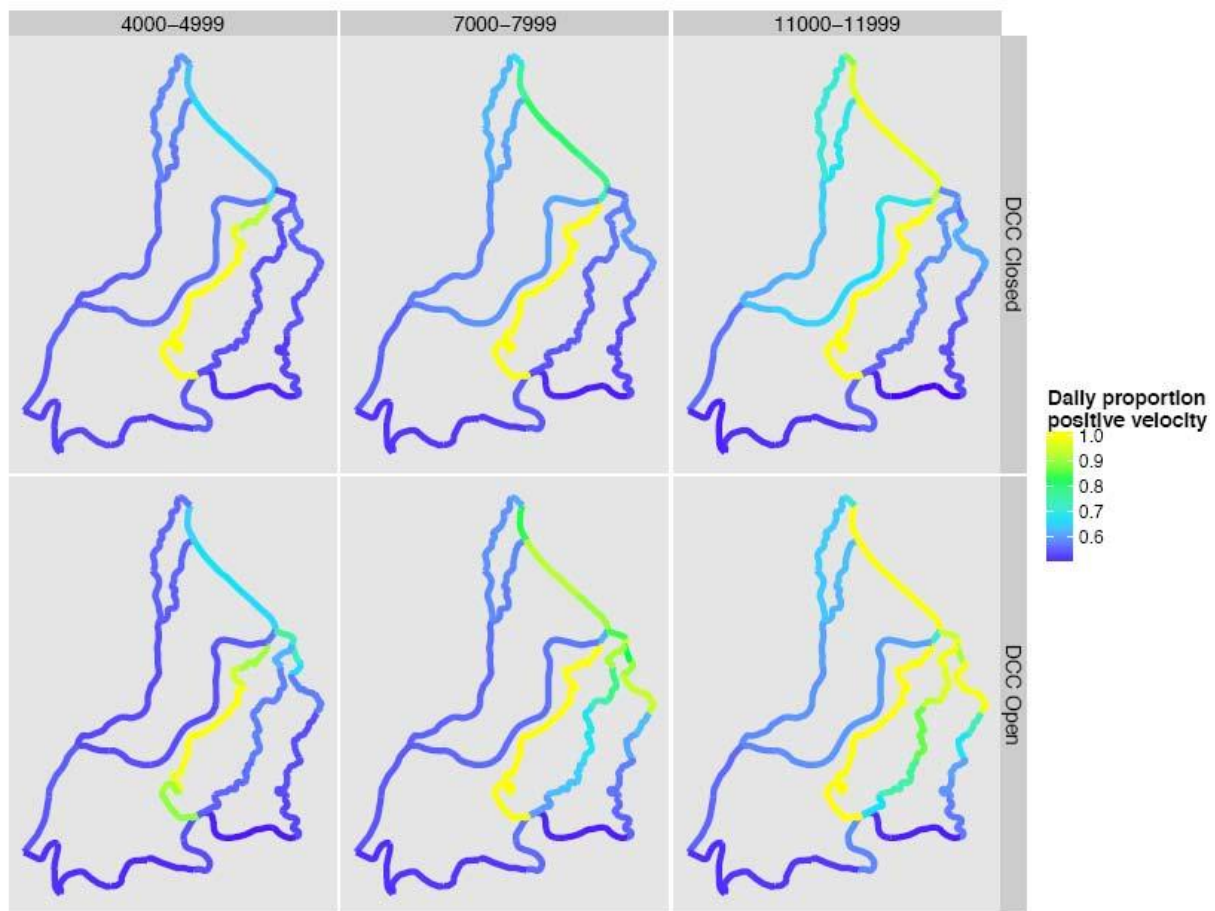 4000–4999
7000–7999
11000–11999
DCC Closed
DCC Open
Daily proportion
positive velocity
1.0
0.9
0.8
0.7
0.6